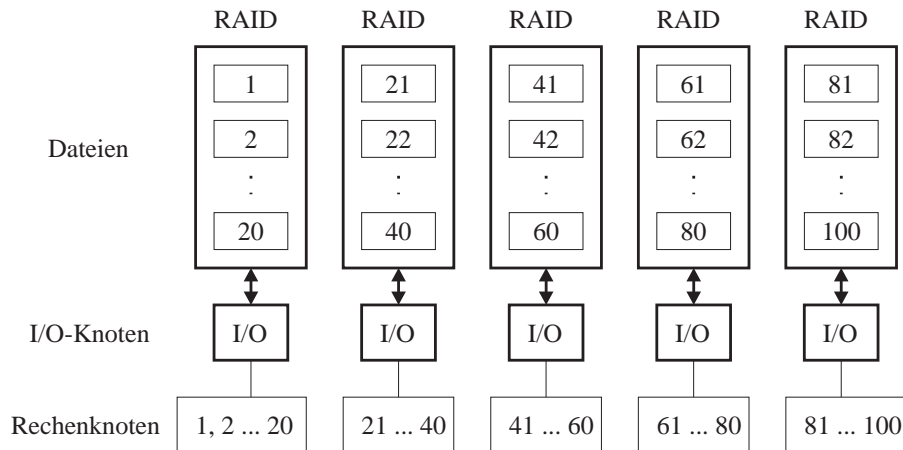 RAID RAID RAID RAID RAID
1 21 41 61 81
Dateien 2 22 42 62 82
20 40 60 80 100
I/O-Knoten I/O I/O I/O I/O I/O
Rechenknoten 1, 2 ... 20 21 ... 40 41 ... 60 61 ... 80 81 ... 100